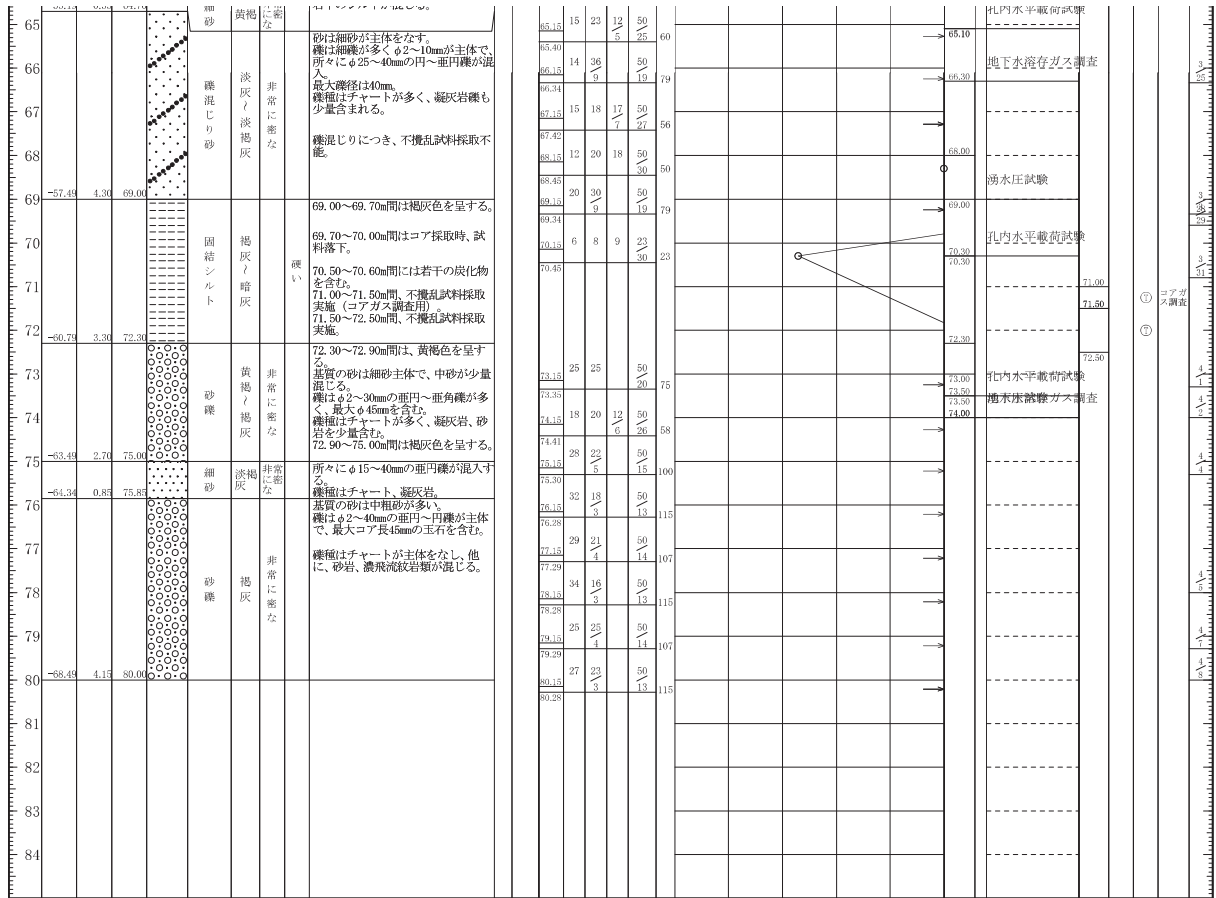 65
66
67
68
69
70
71
72
73
74
75
76
77
78
79
80
81
82
83
84
細砂
黄褐
な
-57.49 4.30 69.00
礫混じり砂
淡灰～淡褐灰
非常に密な
砂は細砂が主体をなす。
礫は細礫が多くφ2～10mmが主体で、
所々にφ25～40mmの円～亜円礫が混
入。
最大礫径は40mm。
礫種はチャートが多く、凝灰岩礫も
少量含まれる。
礫混じりにつき、不攪乱試料採取不
能。
-60.79 3.30 72.30
固結シルト
褐灰～暗灰
硬い
69.00～69.70m間は褐灰色を呈する。
69.70～70.00m間はコア採取時、試
料落下。
70.50～70.60m間には若干の炭化物
を含む。
71.00～71.50m間、不攪乱試料採取
実施（コアガス調査用）。
71.50～72.50m間、不攪乱試料採取
実施。
-63.49 2.70 75.00
砂礫
黄褐～褐灰
非常に密な
72.30～72.90m間は、黄褐色を呈す
る。
基質の砂は細砂主体で、中砂が少量
混じる。
礫はφ2～30mmの亜円～亜角礫が多
く、最大φ45mmを含む。
礫種はチャートが多く、凝灰岩、砂
岩を少量含む。
72.90～75.00m間は褐灰色を呈する。
-64.34 0.85 75.85
細砂
淡褐灰
非常に密な
所々にφ15～40mmの亜円礫が混入す
る。
礫種はチャート、凝灰岩。
-68.49 4.15 80.00
砂礫
褐灰
非常に密な
基質の砂は中粗砂が多い。
礫はφ2～40mmの亜円～円礫が主体
で、最大コア長45mmの玉石を含む。
礫種はチャートが主体をなし、他
に、砂岩、濃飛流紋岩類が混じる。
65.15 15 23 12/5 50/25 60
65.40
66.15 14 36/9 50/19 79
66.34
67.15 15 18 17/7 50/27 56
67.42
68.15 12 20 18 50/30 50
68.45
69.15 20 30/9 50/19 79
69.34
70.15 6 8 9 23/30 23
70.45
73.15 25 25 50/20 75
73.35
74.15 18 20 12/6 50/26 58
74.41
75.15 28 22/5 50/15 100
75.30
76.15 32 18/3 50/13 115
76.28
77.15 29 21/4 50/14 107
77.29
78.15 34 16/3 50/13 115
78.28
79.15 25 25/4 50/14 107
79.29
80.15 27 23/3 50/13 115
80.28
孔内水平載荷試験
65.10
地下水溶存ガス調査
66.30
68.00
湧水圧試験
69.00
孔内水平載荷試験
70.30
70.30
72.30
73.00
孔内水平載荷試験
73.50
73.50
74.00
71.00
71.50
72.50
Ⓣ
Ⓣ
コアガス調査
3/25
3/29
3/31
4/1
4/2
4/4
4/5
4/7
4/8